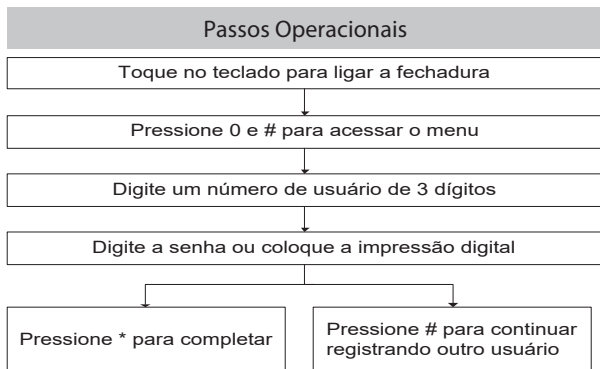 Passos Operacionais
Toque no teclado para ligar a fechadura
Pressione 0 e # para acessar o menu
Digite um número de usuário de 3 dígitos
Digite a senha ou coloque a impressão digital
Pressione * para completar
Pressione # para continuar
registrando outro usuário